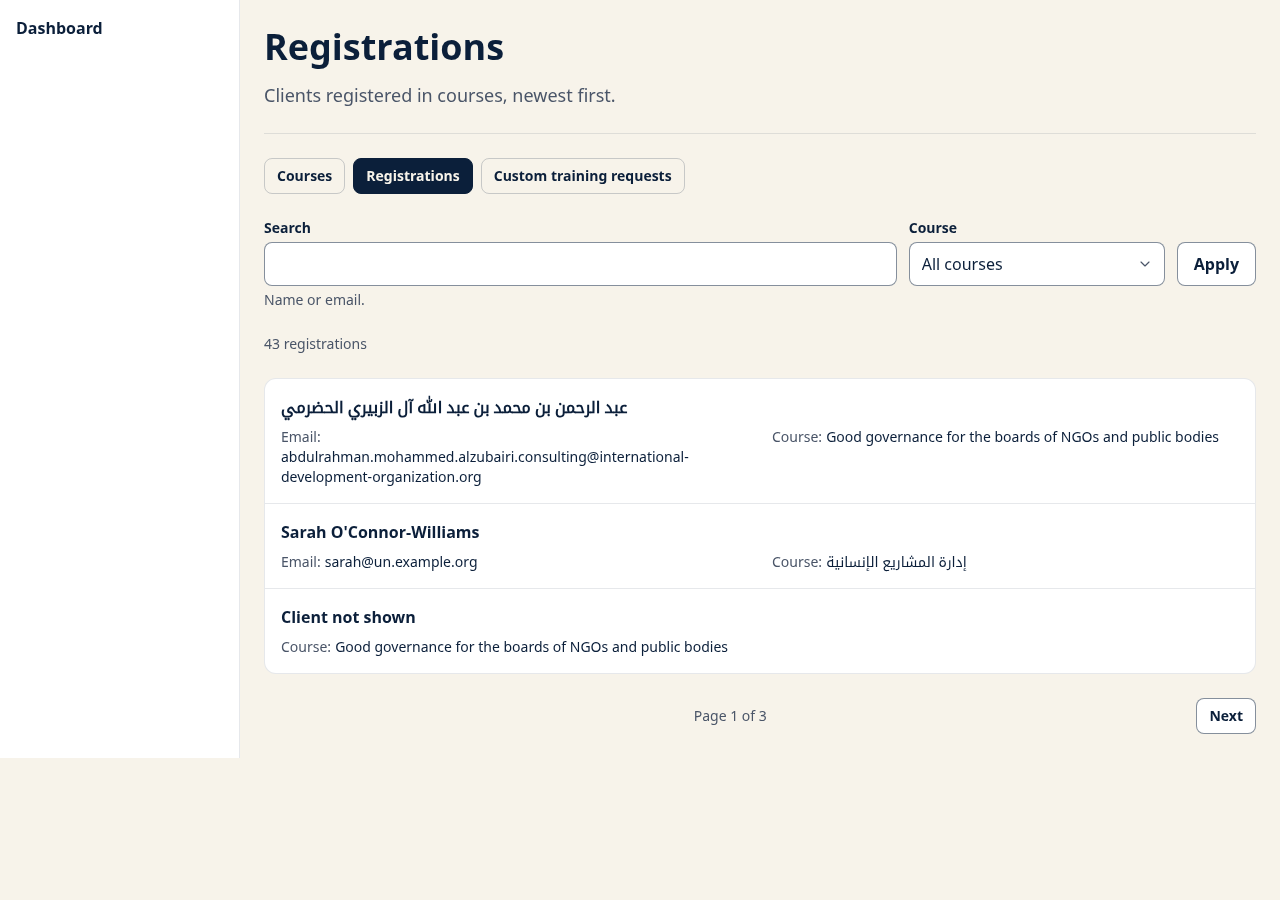 Dashboard
Registrations
Clients registered in courses, newest first.
Courses
Registrations
Custom training requests
Search
Course
All courses
Apply
Name or email.
43 registrations
عبد الرحمن بن محمد بن عبد الله آل الزبيري الحضرمي
Email:
abdulrahman.mohammed.alzubairi.consulting@international-
development-organization.org
Course: Good governance for the boards of NGOs and public bodies
Sarah O'Connor-Williams
Email: sarah@un.example.org
Course: إدارة المشاريع الإنسانية
Client not shown
Course: Good governance for the boards of NGOs and public bodies
Page 1 of 3
Next